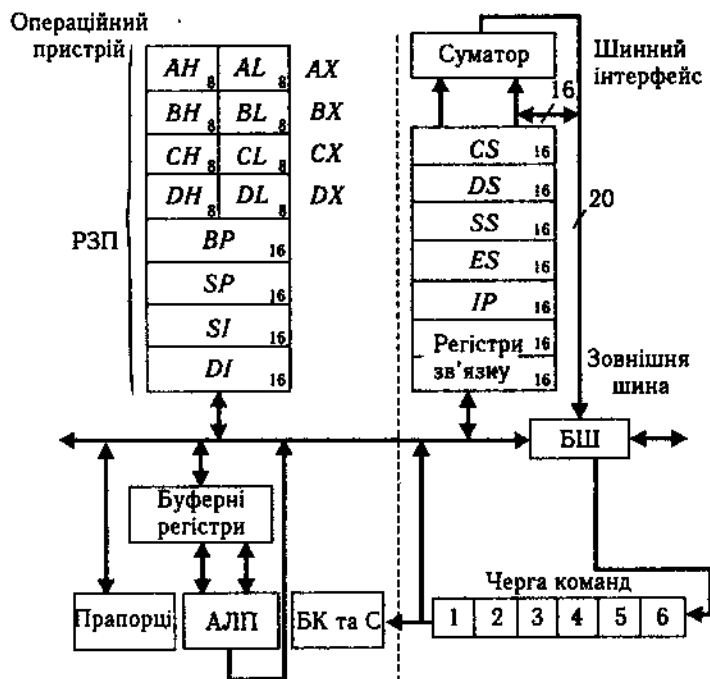 Операційний
пристрій
AH 8 AL 8 AX
BH 8 BL 8 BX
CH 8 CL 8 CX
DH 8 DL 8 DX
РЗП
BP 16
SP 16
SI 16
DI 16
Суматор
Шинний
інтерфейс
16
CS 16
DS 16
SS 16
ES 16
IP 16
Регістри 16
зв'язну 16
20
Зовнішня
шина
БШ
Буферні
регістри
Прапорці
АЛП
БК та С
Черга команд
1 2 3 4 5 6